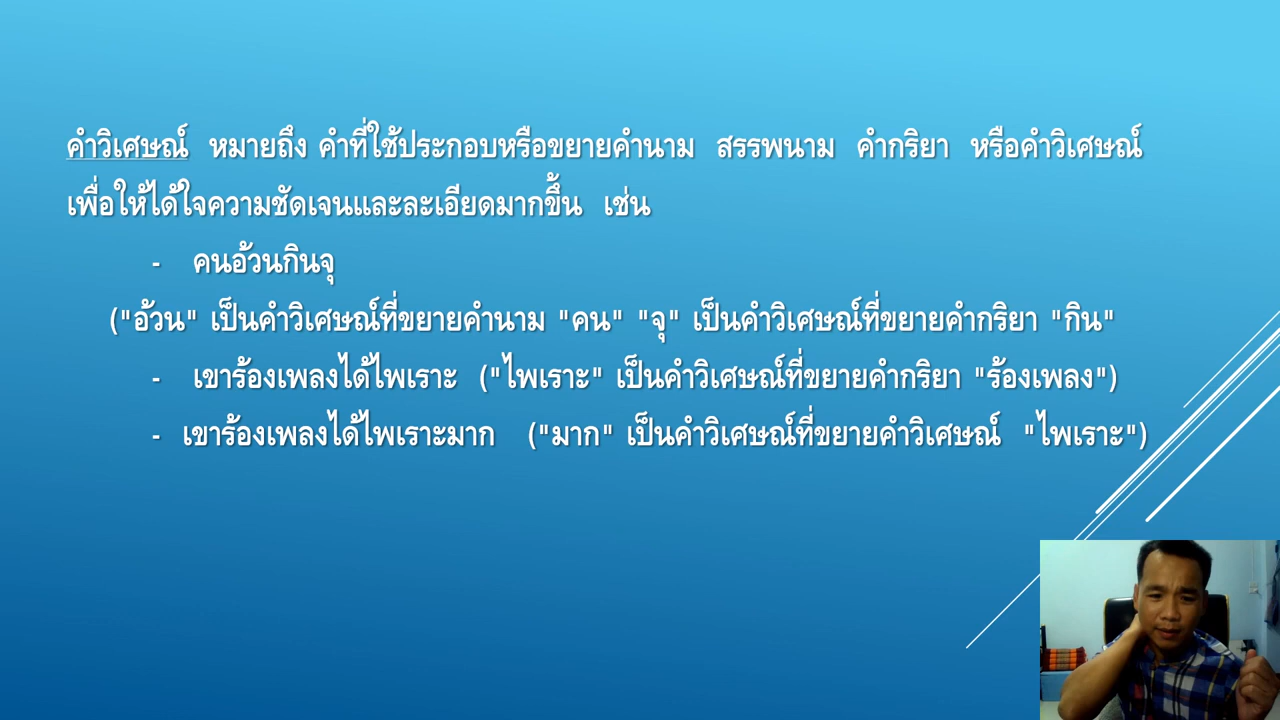 คำวิเศษณ์ หมายถึง คำที่ใช้ประกอบหรือขยายคำนาม สรรพนาม คำกริยา หรือคำวิเศษณ์
เพื่อให้ได้ใจความชัดเจนและละเอียดมากขึ้น เช่น
- คนอ้วนกินจุ
("อ้วน" เป็นคำวิเศษณ์ที่ขยายคำนาม "คน" "จุ" เป็นคำวิเศษณ์ที่ขยายคำกริยา "กิน"
- เขาร้องเพลงได้ไพเราะ ("ไพเราะ" เป็นคำวิเศษณ์ที่ขยายคำกริยา "ร้องเพลง")
- เขาร้องเพลงได้ไพเราะมาก ("มาก" เป็นคำวิเศษณ์ที่ขยายคำวิเศษณ์ "ไพเราะ")